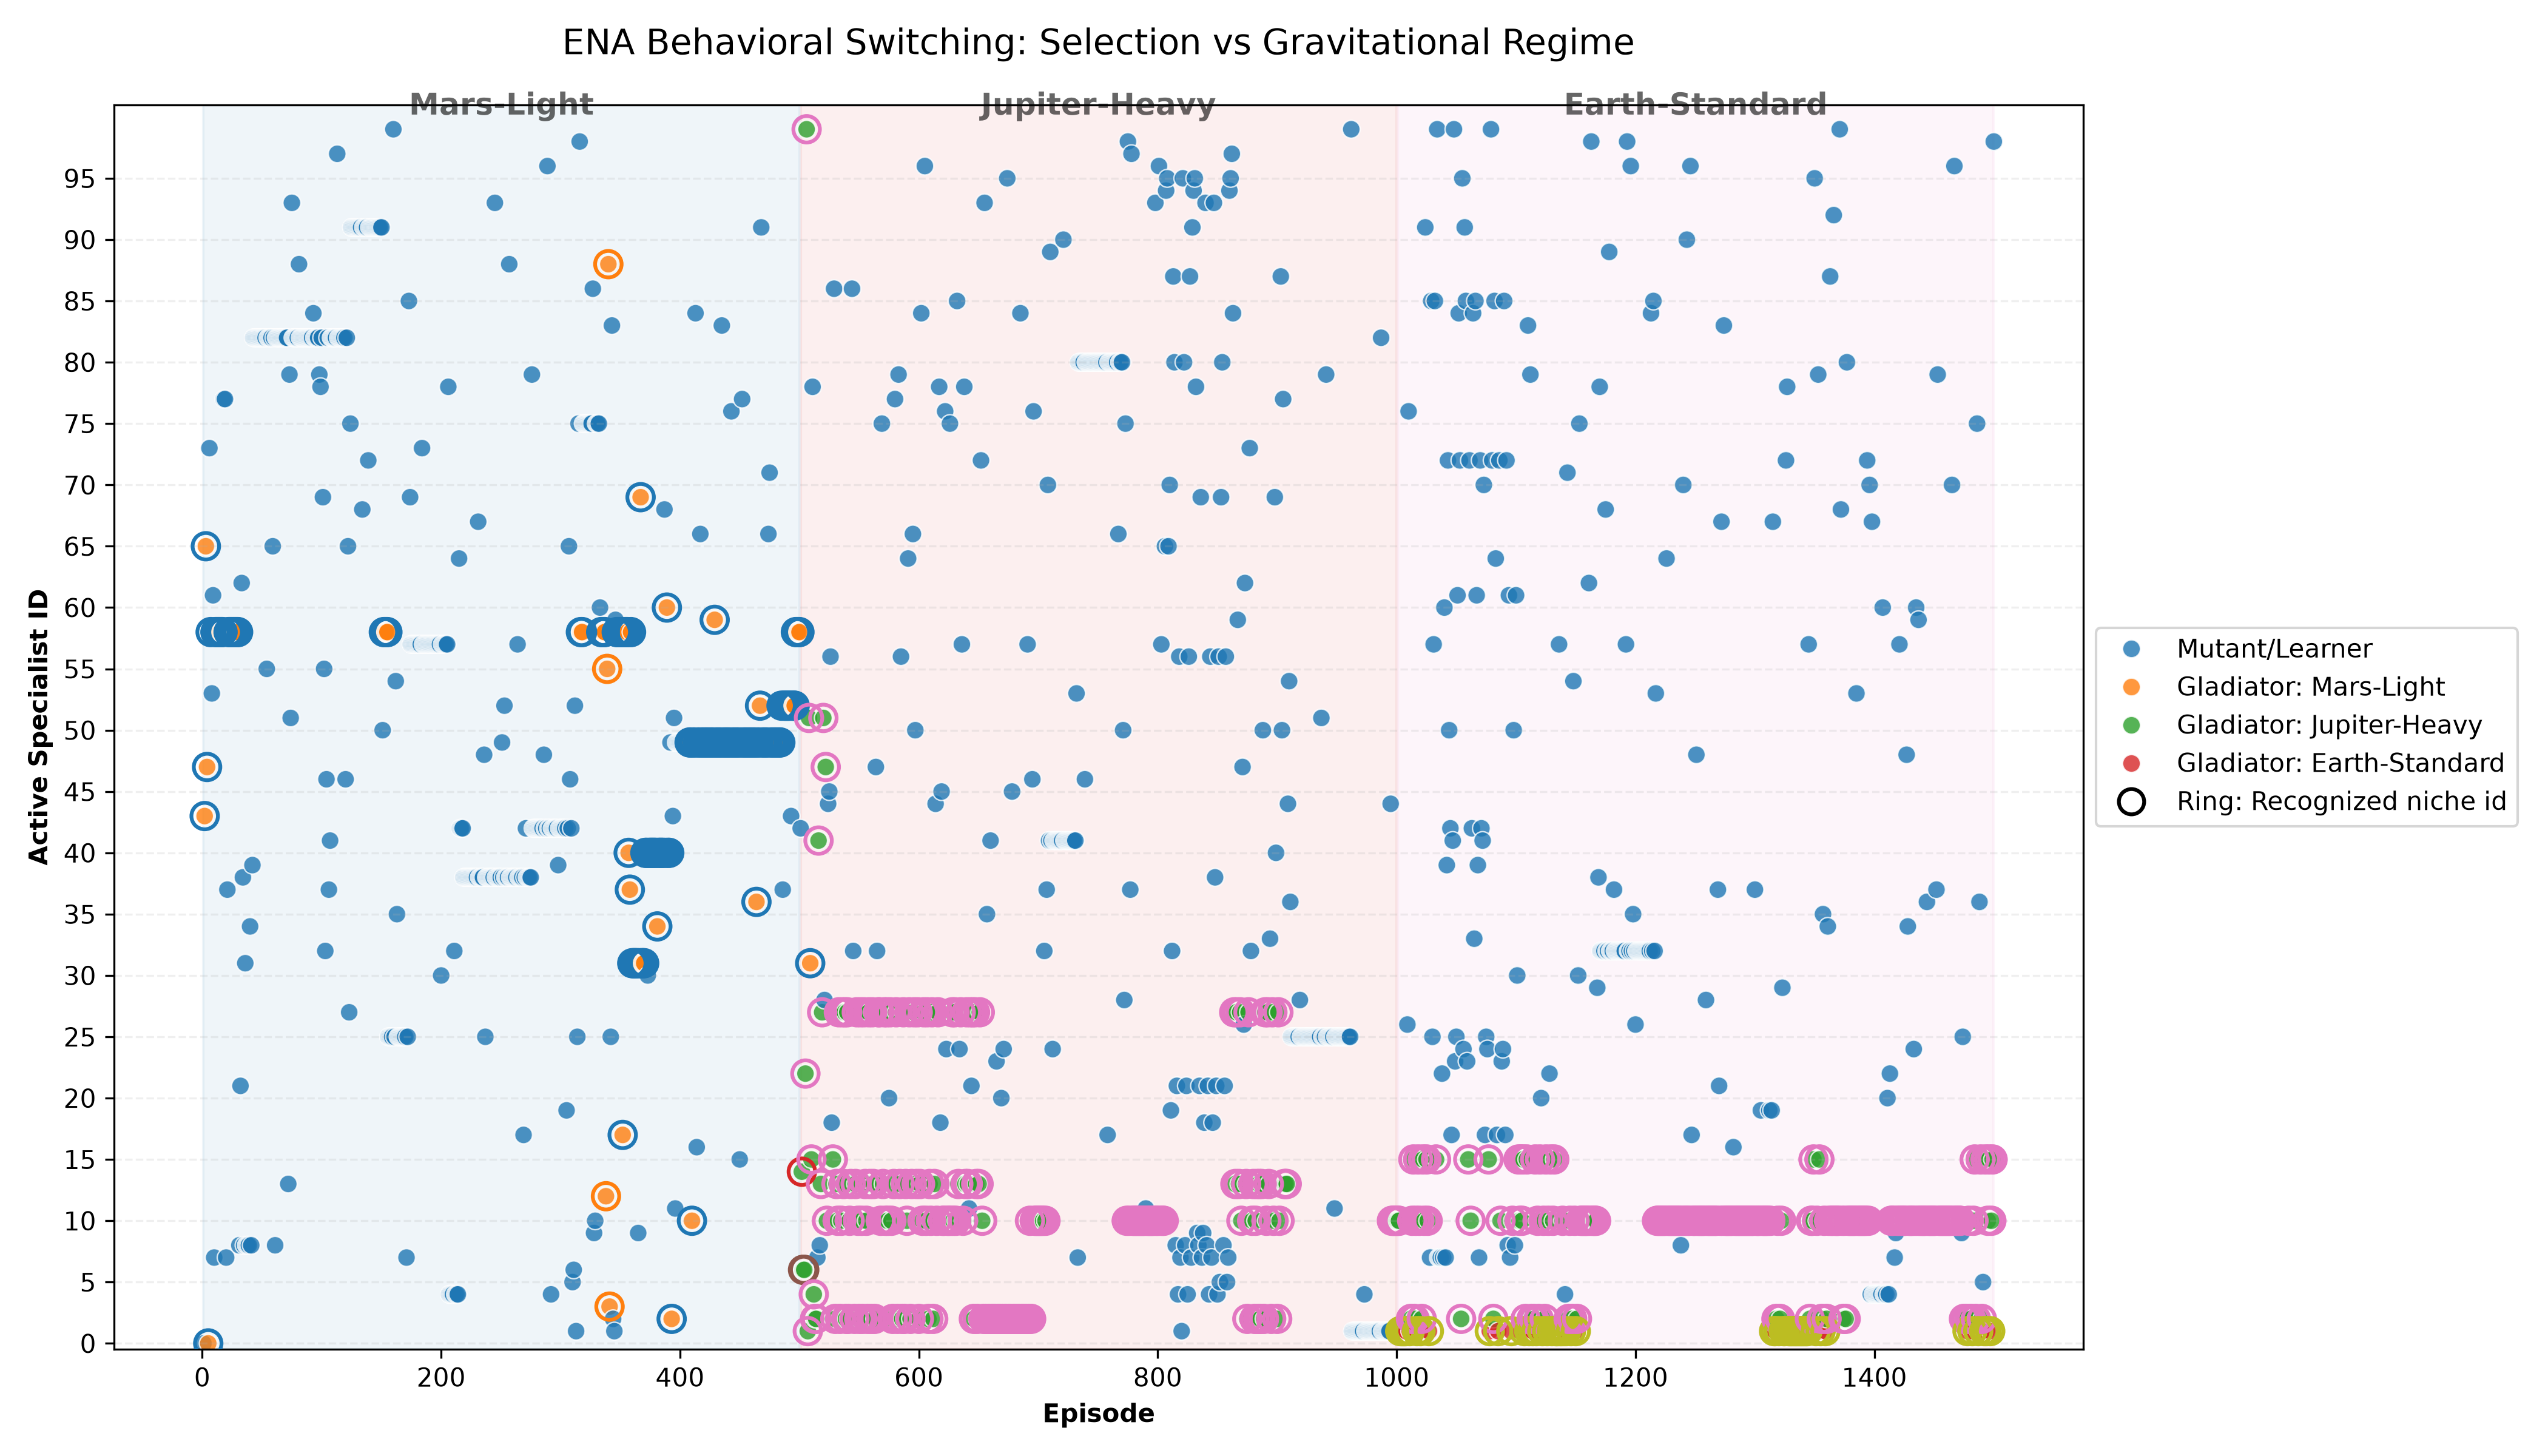 ENA Behavioral Switching: Selection vs Gravitational Regime
Mars-Light
Jupiter-Heavy
Earth-Standard
95
90
85
80
75
70
65
60
55
50
45
40
35
30
25
20
15
10
5
0
Active Specialist ID
0
200
400
600
800
1000
1200
1400
Episode
Mutant/Learner
Gladiator: Mars-Light
Gladiator: Jupiter-Heavy
Gladiator: Earth-Standard
Ring: Recognized niche id